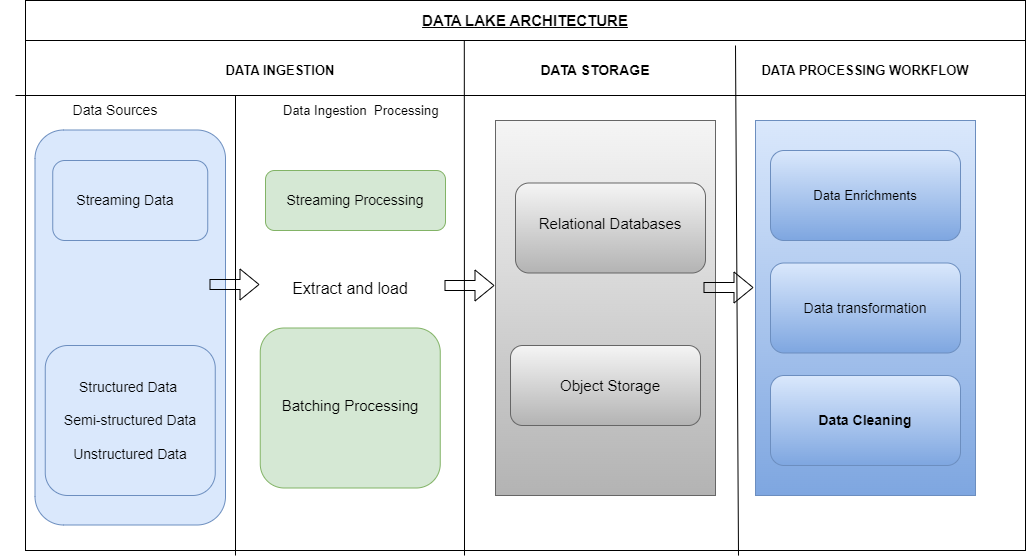 DATA LAKE ARCHITECTURE
DATA INGESTION
DATA STORAGE
DATA PROCESSING WORKFLOW
Data Sources
Data Ingestion Processing
Streaming Data
Structured Data
Semi-structured Data
Unstructured Data
Streaming Processing
Extract and load
Batching Processing
Relational Databases
Object Storage
Data Enrichments
Data transformation
Data Cleaning